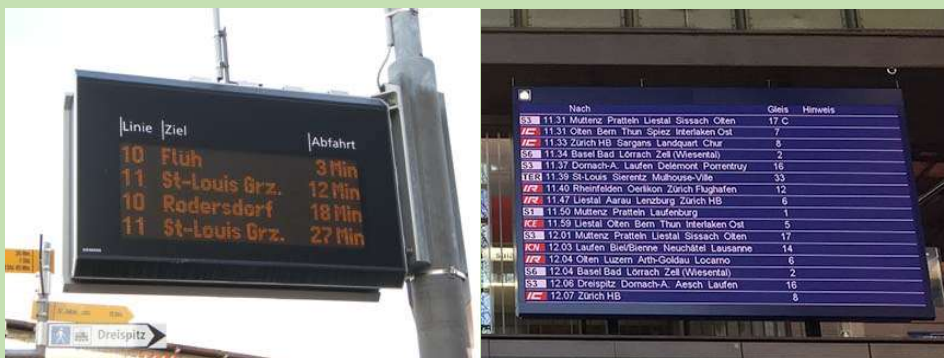 Linie Ziel Abfahrt
10 Flüh 3 Min
11 St-Louis Grz. 12 Min
10 Rodersdorf 18 Min
11 St-Louis Grz. 27 Min
Dreispitz
Nach Gleis Hinweis
S3 11.31 Muttenz Pratteln Liestal Sissach Olten 17 C
IC 11.31 Olten Bern Thun Spiez Interlaken Ost 7
IC 11.33 Zürich HB Sargans Landquart Chur 8
S6 11.34 Basel Bad Lörrach Zell (Wiesental) 2
S3 11.37 Dornach-A. Laufen Delémont Porrentruy 16
TER 11.39 St-Louis Sierentz Mulhouse-Ville 33
IR 11.40 Rheinfelden Oerlikon Zürich Flughafen 12
IR 11.47 Liestal Aarau Lenzburg Zürich HB 6
S1 11.50 Muttenz Pratteln Laufenburg 1
ICE 11.59 Liestal Olten Bern Thun Interlaken Ost 5
S3 12.01 Muttenz Pratteln Liestal Sissach Olten 17
ICN 12.03 Laufen Biel/Bienne Neuchâtel Lausanne 14
IR 12.04 Olten Luzern Arth-Goldau Locarno 6
S6 12.04 Basel Bad Lörrach Zell (Wiesental) 2
S3 12.06 Dreispitz Dornach-A. Aesch Laufen 16
IC 12.07 Zürich HB 8